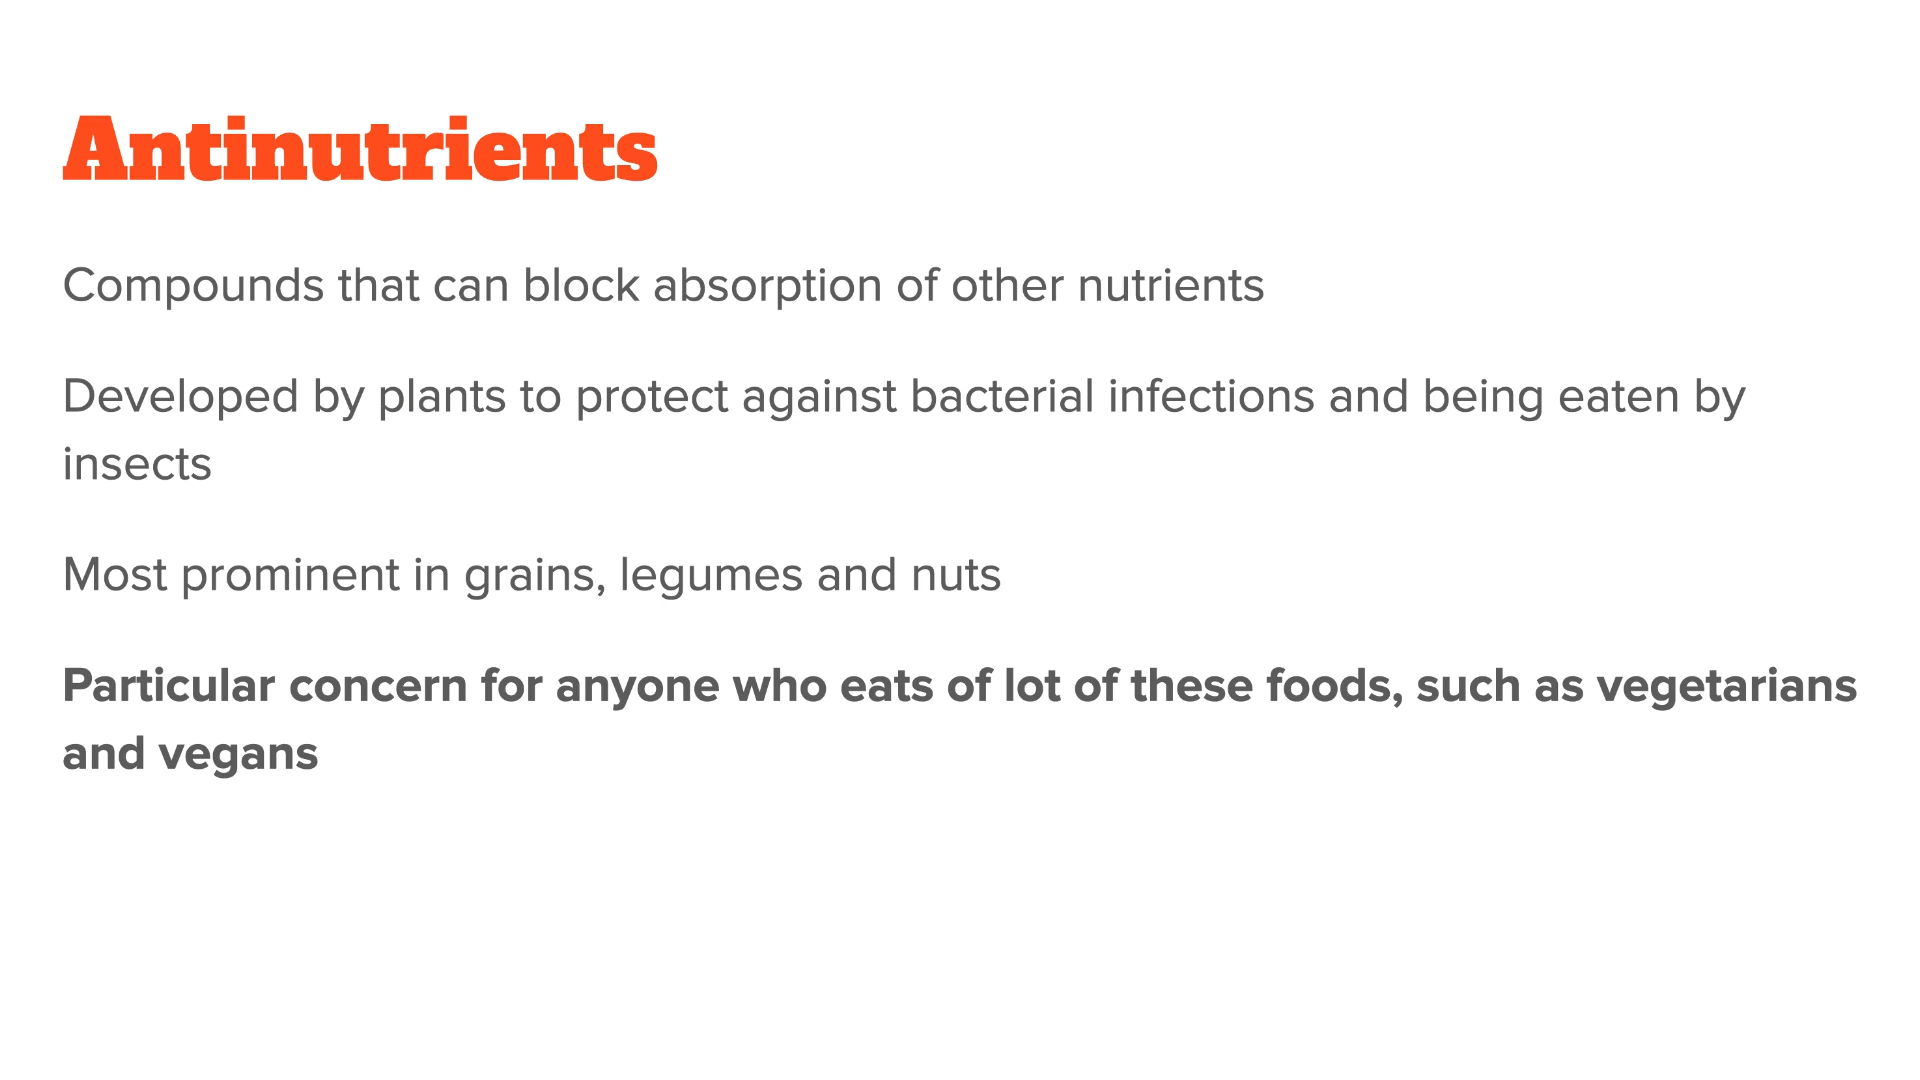 Antinutrients
Compounds that can block absorption of other nutrients
Developed by plants to protect against bacterial infections and being eaten by
insects
Most prominent in grains, legumes and nuts
Particular concern for anyone who eats of lot of these foods, such as vegetarians
and vegans